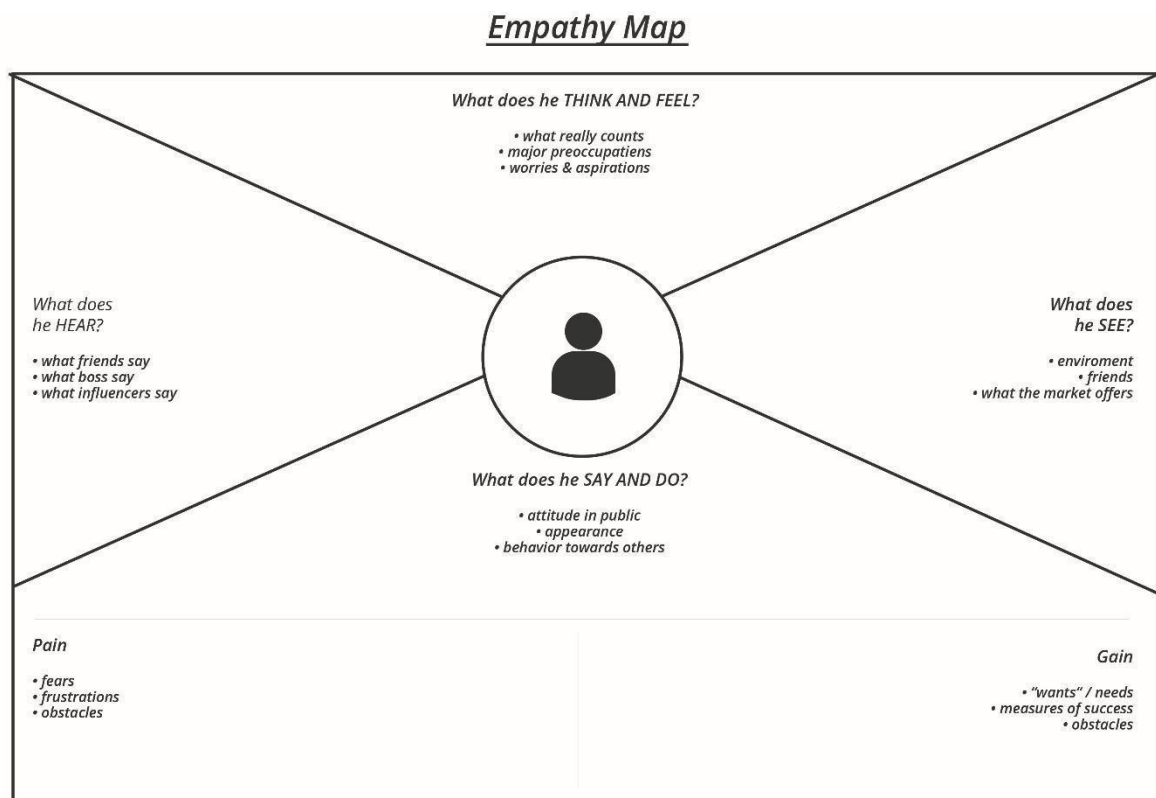 Empathy Map
What does he THINK AND FEEL?
• what really counts
• major preoccupatiens
• worries & aspirations
What does
he HEAR?
• what friends say
• what boss say
• what influencers say
What does
he SEE?
• enviroment
• friends
• what the market offers
What does he SAY AND DO?
• attitude in public
• appearance
• behavior towards others
Pain
• fears
• frustrations
• obstacles
Gain
• “wants” / needs
• measures of success
• obstacles